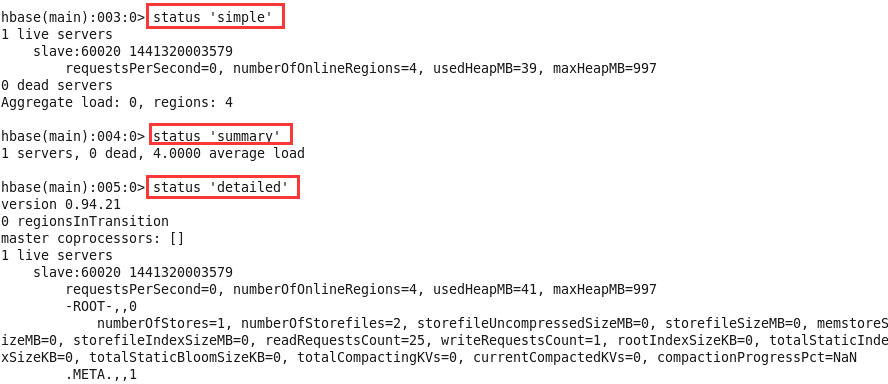 hbase(main):003:0> status 'simple'
1 live servers
    slave:60020 1441320003579
        requestsPerSecond=0, numberOfOnlineRegions=4, usedHeapMB=39, maxHeapMB=997
0 dead servers
Aggregate load: 0, regions: 4
hbase(main):004:0> status 'summary'
1 servers, 0 dead, 4.0000 average load
hbase(main):005:0> status 'detailed'
version 0.94.21
0 regionsInTransition
master coprocessors: []
1 live servers
    slave:60020 1441320003579
        requestsPerSecond=0, numberOfOnlineRegions=4, usedHeapMB=41, maxHeapMB=997
        -ROOT-,,0
            numberOfStores=1, numberOfStorefiles=2, storefileUncompressedSizeMB=0, storefileSizeMB=0, memstoreS
izeMB=0, storefileIndexSizeMB=0, readRequestsCount=25, writeRequestsCount=1, rootIndexSizeKB=0, totalStaticInde
xSizeKB=0, totalStaticBloomSizeKB=0, totalCompactingKVs=0, currentCompactedKVs=0, compactionProgressPct=NaN
        .META.,,1